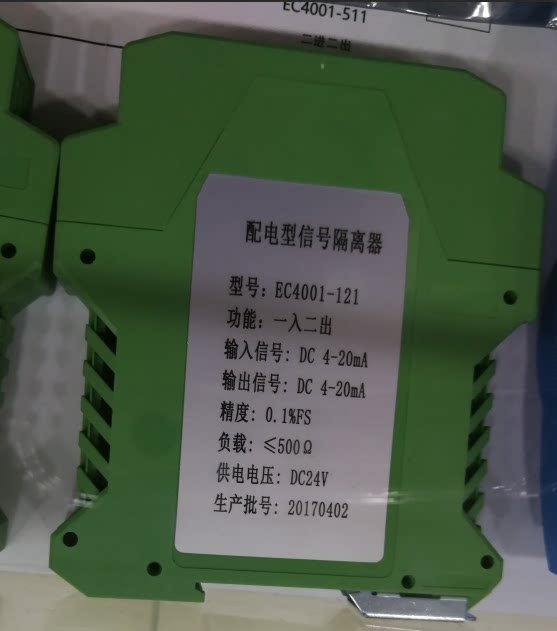 EC4001-511
二进二出
配电型信号隔离器
型号: EC4001-121
功能: 一入二出
输入信号: DC 4-20mA
输出信号: DC 4-20mA
精度: 0.1%FS
负载: ≤500Ω
供电电压: DC24V
生产批号: 20170402